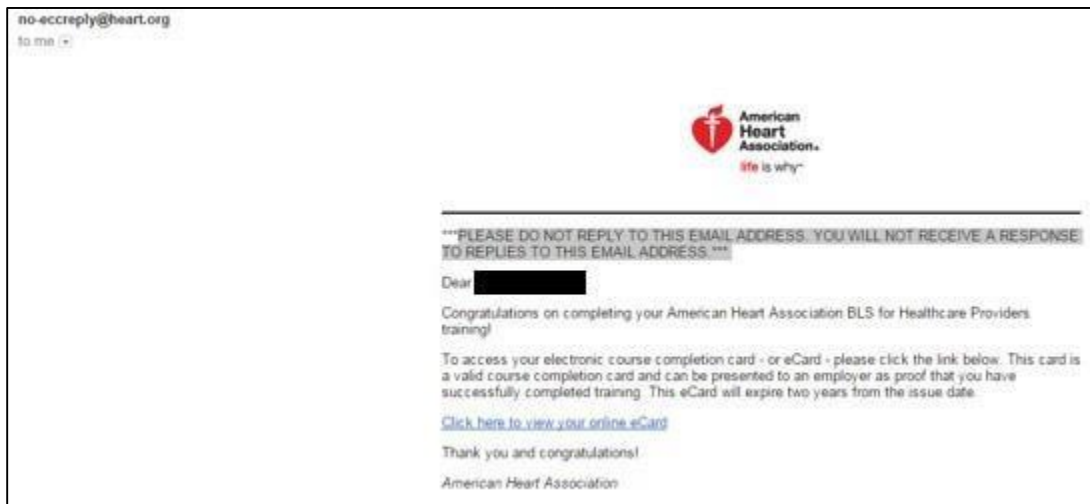 no-eccreply@heart.org
to me
American
Heart
Association®
life is why™
***PLEASE DO NOT REPLY TO THIS EMAIL ADDRESS. YOU WILL NOT RECEIVE A RESPONSE
TO REPLIES TO THIS EMAIL ADDRESS.***
Dear
Congratulations on completing your American Heart Association BLS for Healthcare Providers
training!
To access your electronic course completion card - or eCard - please click the link below. This card is
a valid course completion card and can be presented to an employer as proof that you have
successfully completed training. This eCard will expire two years from the issue date.
Click here to view your online eCard
Thank you and congratulations!
American Heart Association